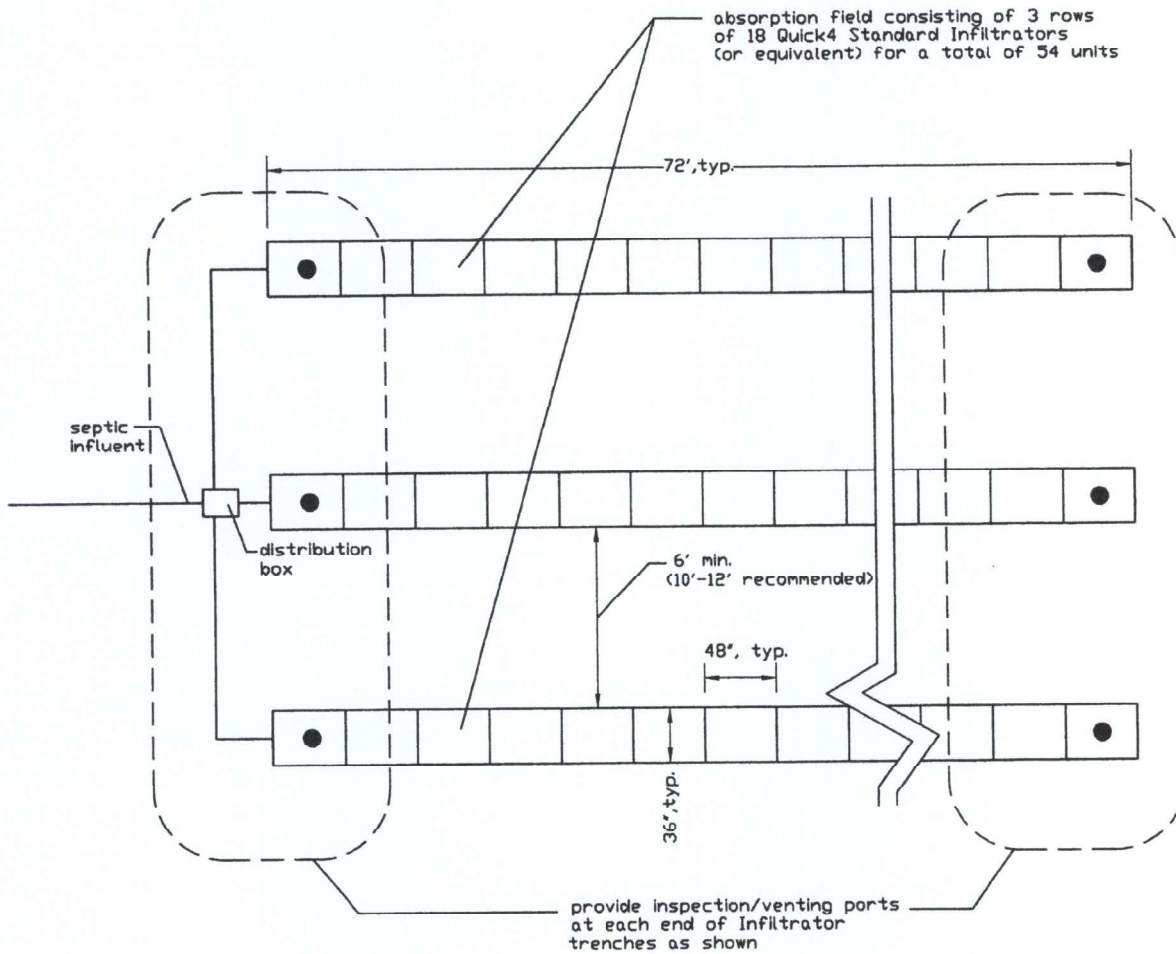 absorption field consisting of 3 rows
of 18 Quick4 Standard Infiltrators
(or equivalent) for a total of 54 units
72',typ.
septic
influent
distribution
box
6' min.
(10'-12' recommended)
48", typ.
36",typ.
provide inspection/venting ports
at each end of Infiltrator
trenches as shown